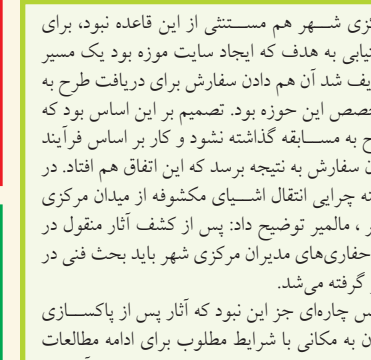 کزی شهر هم مستثنی از این قاعده نبود، برای
تیابی به هدف که ایجاد سایت موزه بود یک مسیر
یف شد آن هم دادن سفارش برای دریافت طرح به
خصص این حوزه بود. تصمیم بر این اساس بود که
ح به مسابقه گذاشته نشود و کار بر اساس فرآیند
ن سفارش به نتیجه برسد که این اتفاق هم افتاد. در
ته چرایی انتقال اشیای مکشوفه از میدان مرکزی
ر ، مالمیر توضیح داد: پس از کشف آثار منقول در
حفاری‌های مدیران مرکزی شهر باید بحث فنی در
گرفته می‌شد.
س چاره‌ای جز این نبود که آثار پس از پاکسازی
ن به مکانی با شرایط مطلوب برای ادامه مطالعات